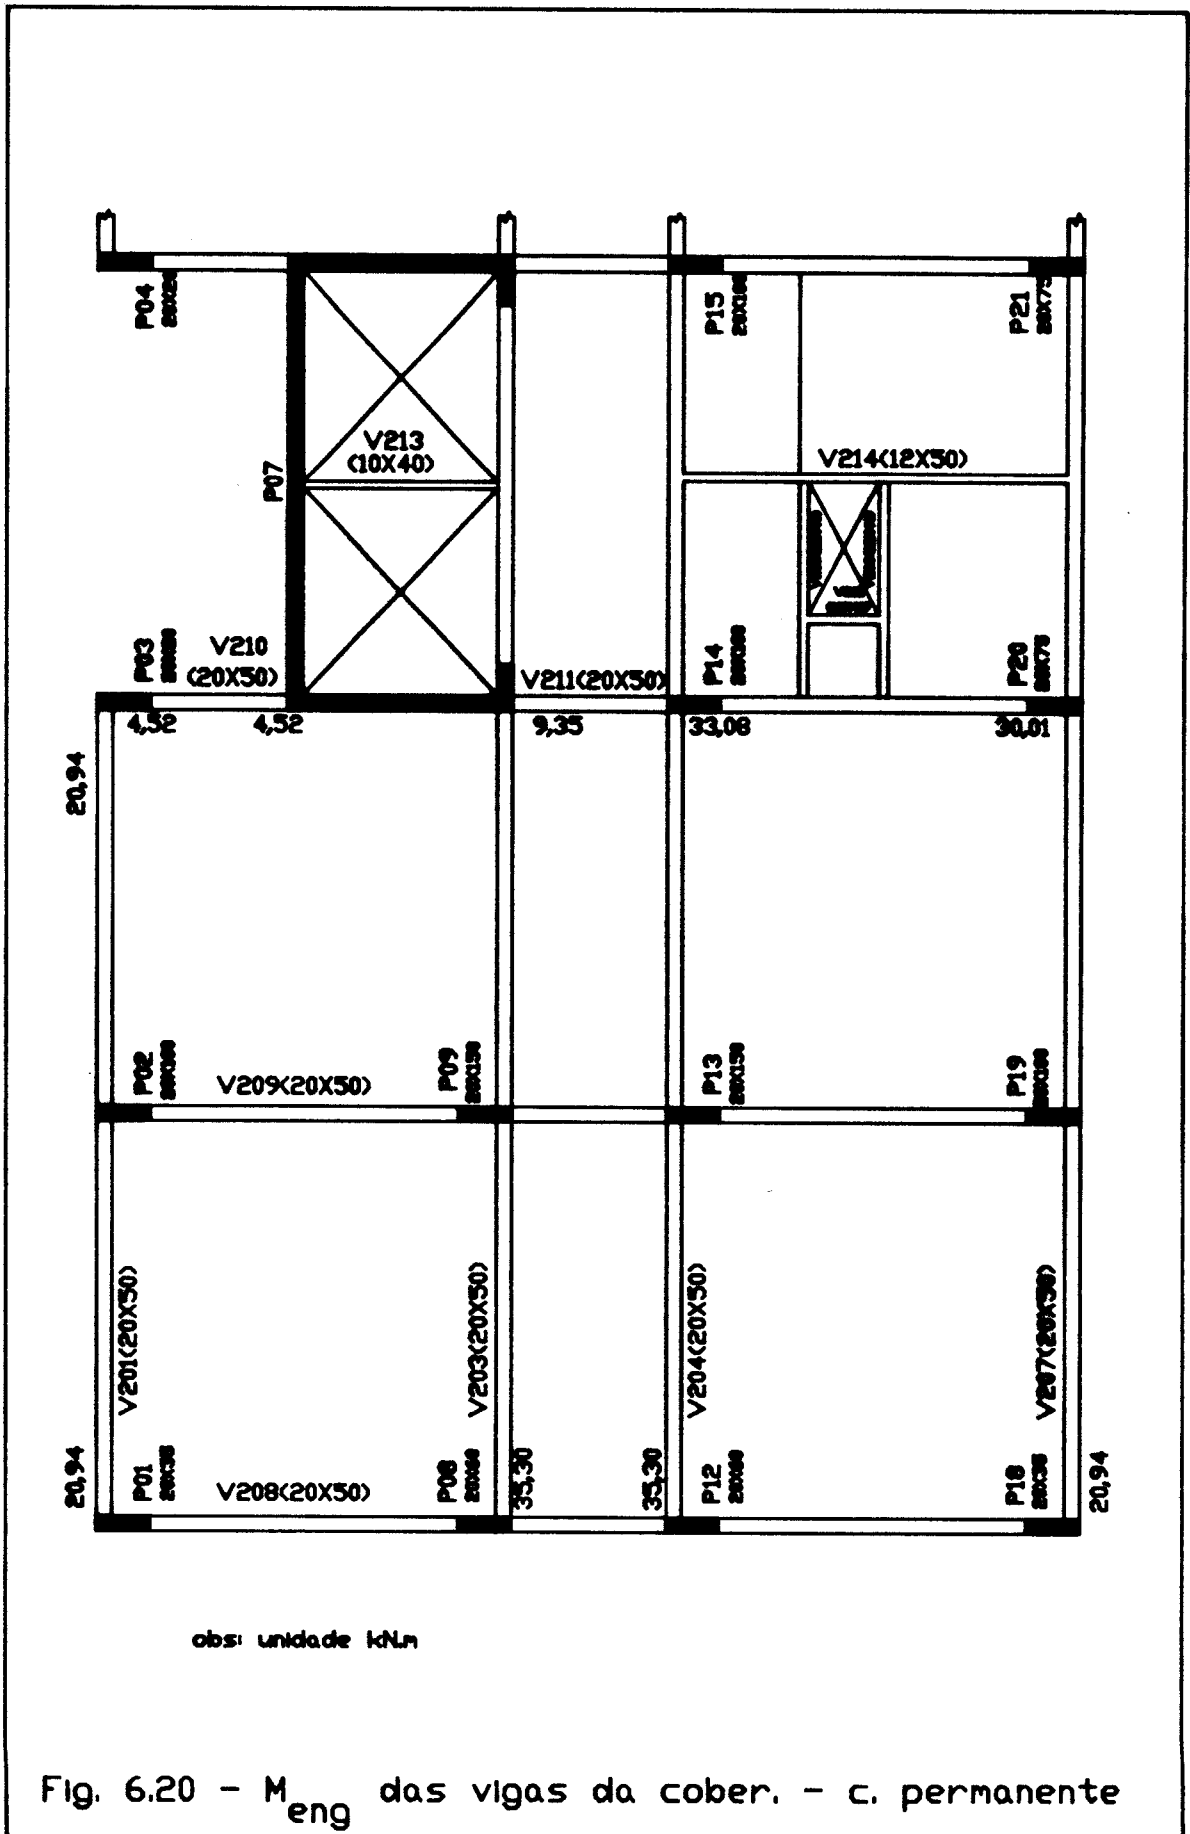 P04
P15
P21
V213
(10X40)
V214(12X50)
P07
P03
V210
(20X50)
V211(20X50)
P14
P20
4,52
4,52
9,35
33,08
30,01
20,94
P02
V209(20X50)
P09
20X150
P13
20X150
P19
V201(20X50)
V203(20X50)
V204(20X50)
V207(20X50)
20,94
P01
V208(20X50)
P08
35,30
35,30
P12
P18
20,94
obs: unidade kN.m
Fig. 6.20 - M eng das vigas da cober. - c. permanente